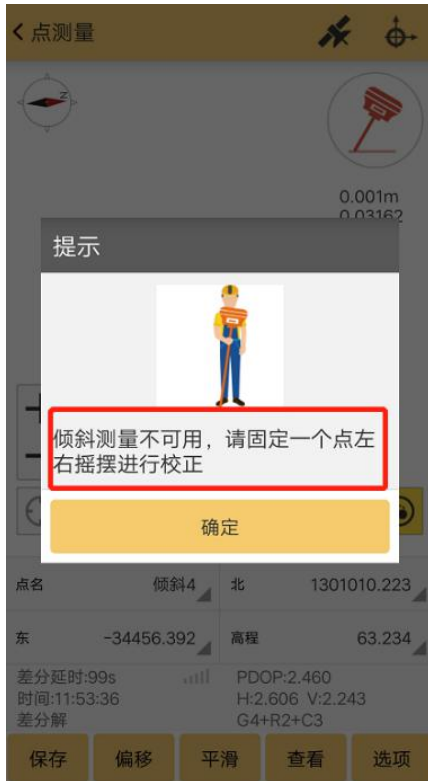 点测量
Z
0.001m
0.03162
提示
倾斜测量不可用，请固定一个点左
右摇摆进行校正
确定
点名 倾斜4 北 1301010.223
东 -34456.392 高程 63.234
差分延时:99s PDOP:2.460
时间:11:53:36 H:2.606 V:2.243
差分解 G4+R2+C3
保存 偏移 平滑 查看 选项